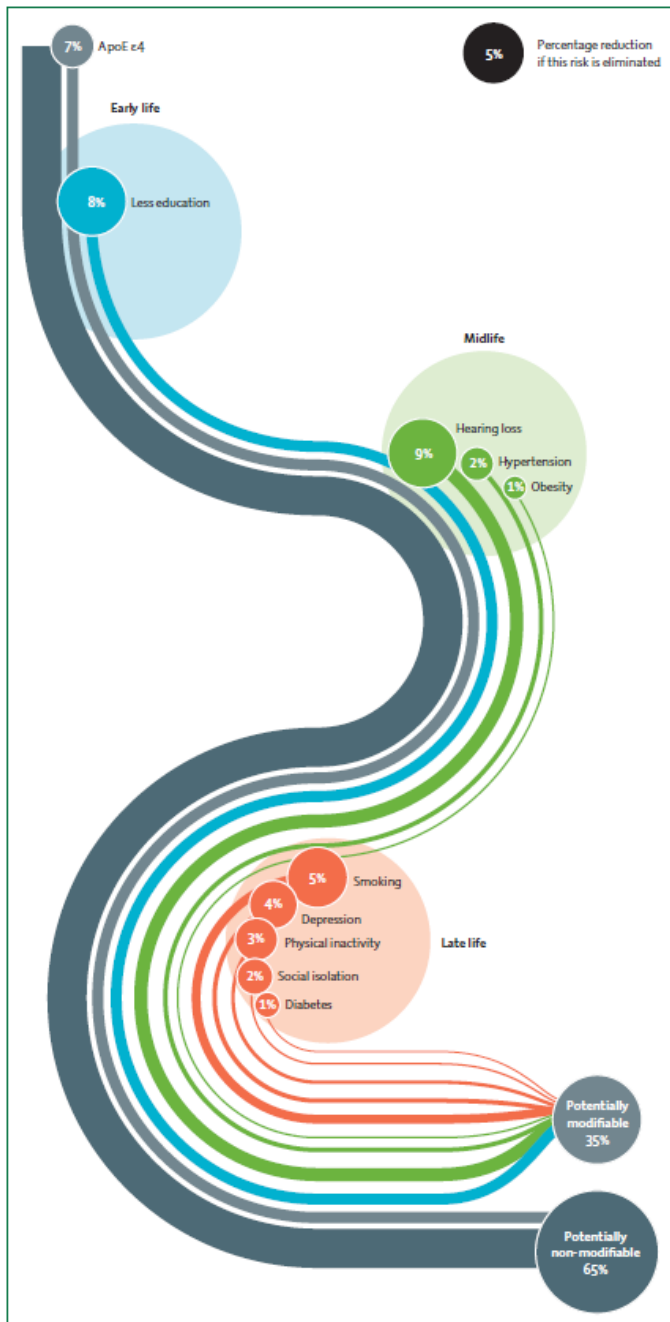 7%
ApoE ε4
5%
Percentage reduction
if this risk is eliminated
Early life
8%
Less education
Midlife
Hearing loss
9%
2%
Hypertension
1%
Obesity
5%
Smoking
4%
Depression
3%
Physical inactivity
Late life
2%
Social isolation
1%
Diabetes
Potentially
modifiable
35%
Potentially
non-modifiable
65%